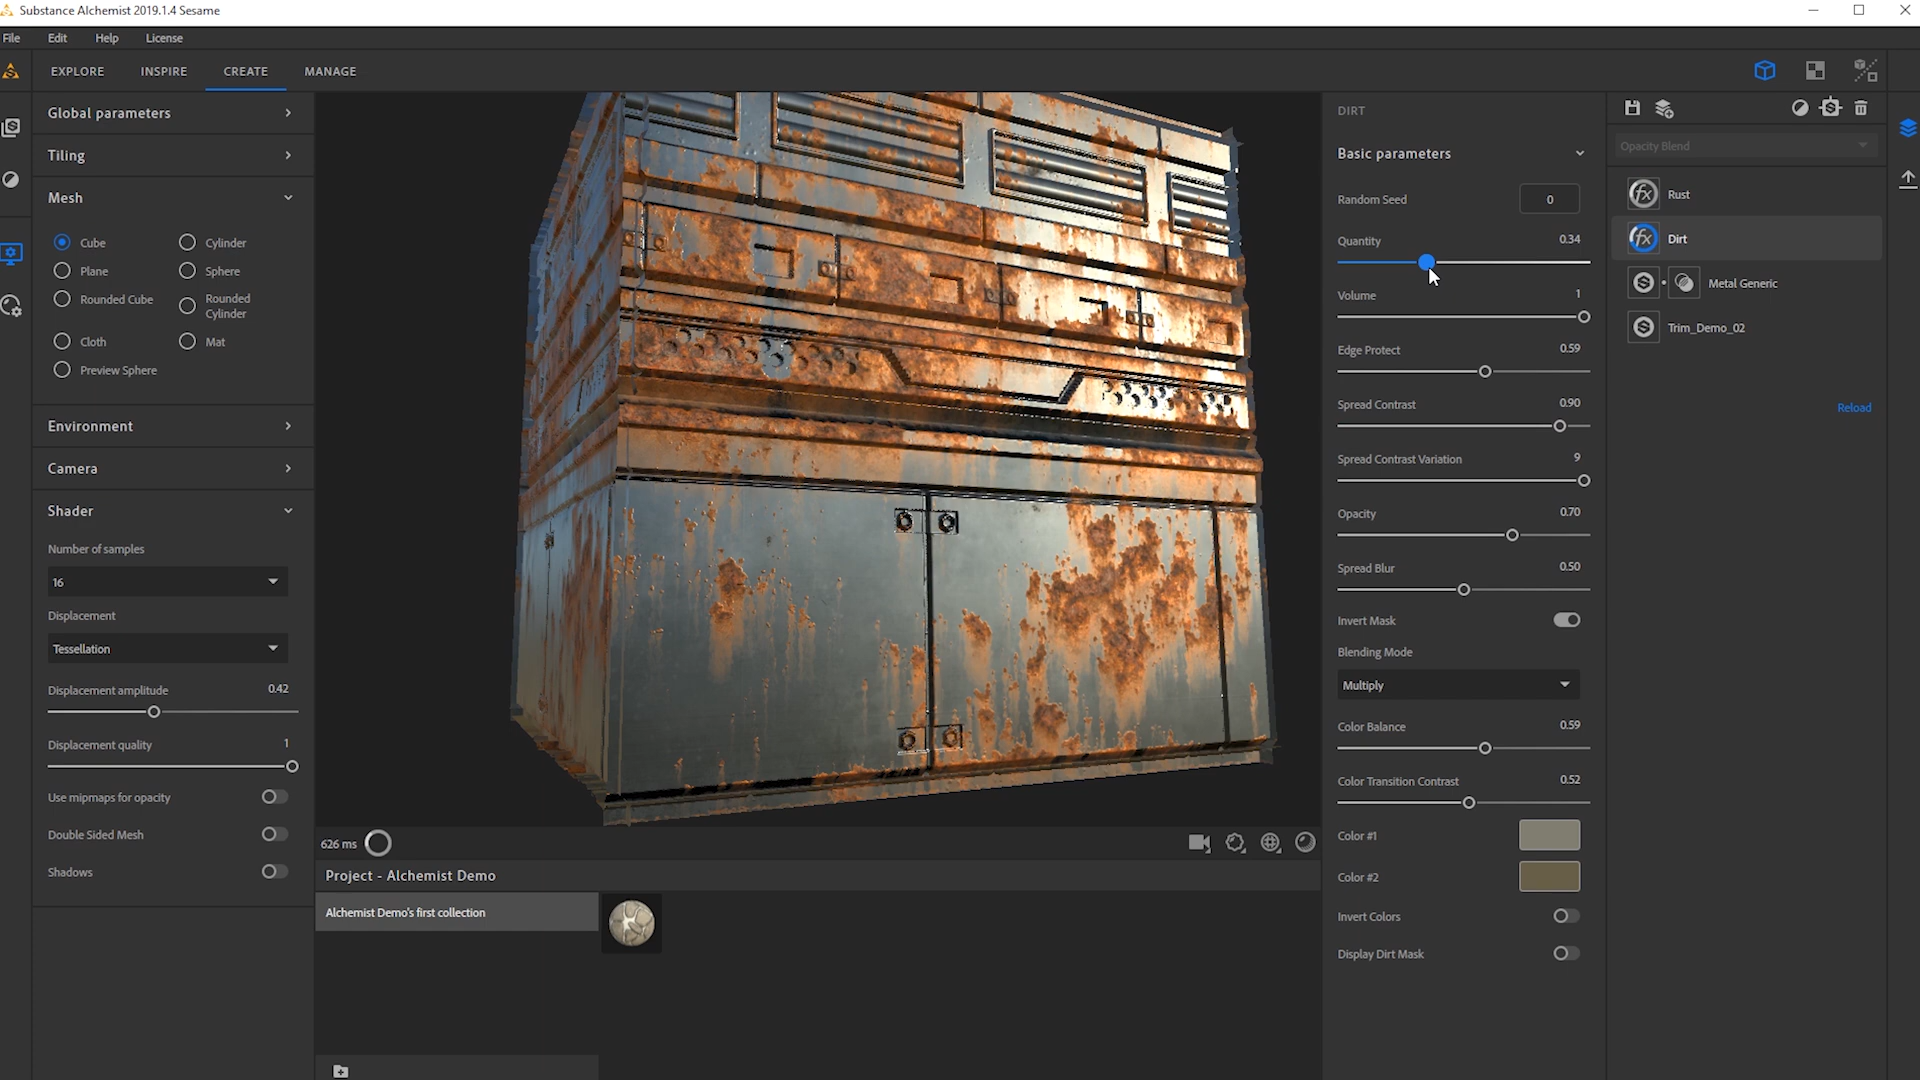 Substance Alchemist 2019.1.4 Sesame
File Edit Help License
EXPLORE INSPIRE CREATE MANAGE
Global parameters
Tiling
Mesh
Cube Cylinder
Plane Sphere
Rounded Cube Rounded
Cylinder
Cloth Mat
Preview Sphere
Environment
Camera
Shader
Number of samples
16
Displacement
Tessellation
Displacement amplitude 0.42
Displacement quality 1
Use mipmaps for opacity
Double Sided Mesh
Shadows
626 ms
Project - Alchemist Demo
Alchemist Demo's first collection
DIRT
Basic parameters
Random Seed 0
Quantity 0.34
Volume 1
Edge Protect 0.59
Spread Contrast 0.90
Spread Contrast Variation 9
Opacity 0.70
Spread Blur 0.50
Invert Mask
Blending Mode
Multiply
Color Balance 0.59
Color Transition Contrast 0.52
Color #1
Color #2
Invert Colors
Display Dirt Mask
Opacity Blend
Rust
Dirt
Metal Generic
Trim_Demo_02
Reload